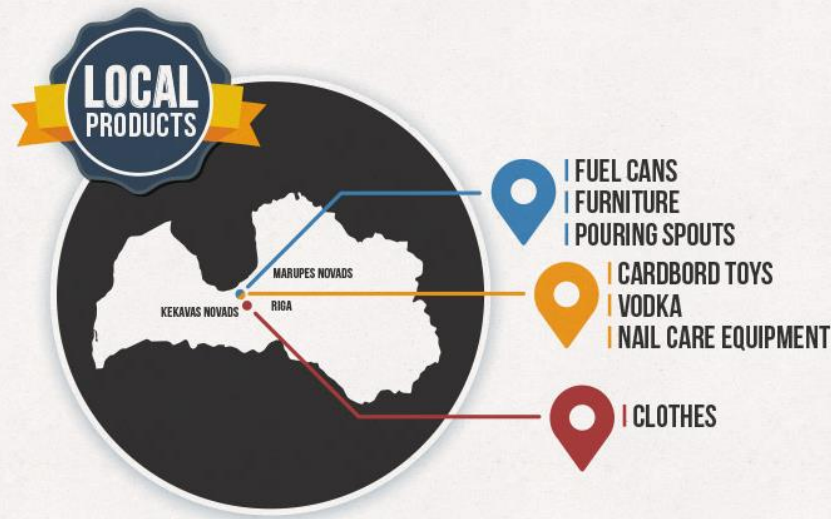 LOCAL
PRODUCTS
MARUPES NOVADS
KEKAVAS NOVADS
RIGA
FUEL CANS
FURNITURE
POURING SPOUTS
CARDBORD TOYS
VODKA
NAIL CARE EQUIPMENT
CLOTHES